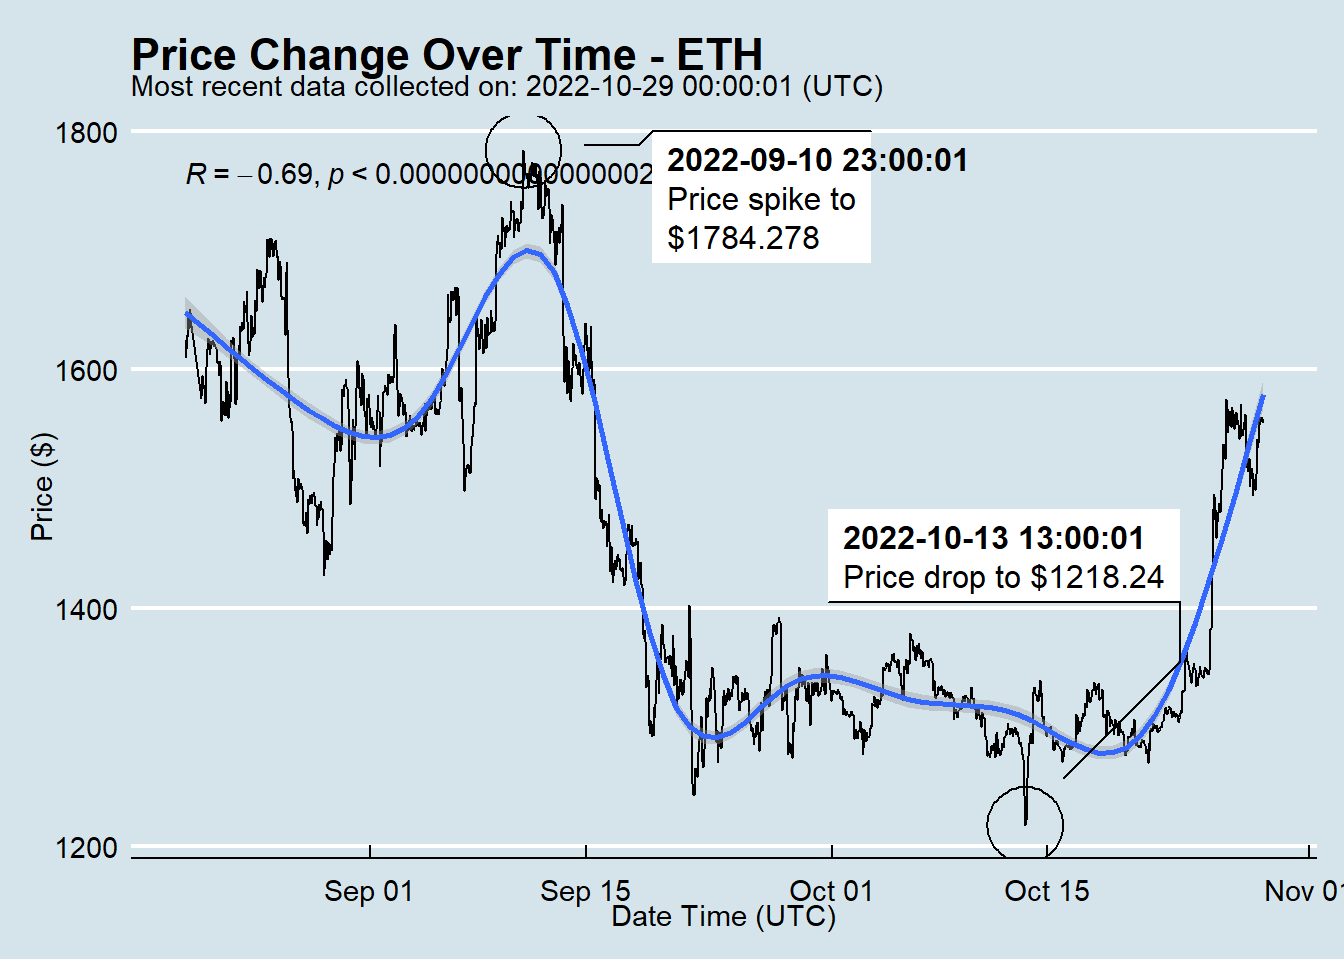 Price Change Over Time - ETH
Most recent data collected on: 2022-10-29 00:00:01 (UTC)
1800
R = −0.69, p < 0.0000000000000002
2022-09-10 23:00:01
Price spike to
$1784.278
1600
Price ($)
2022-10-13 13:00:01
Price drop to $1218.24
1400
1200
Sep 01
Sep 15
Oct 01
Oct 15
Nov 01
Date Time (UTC)